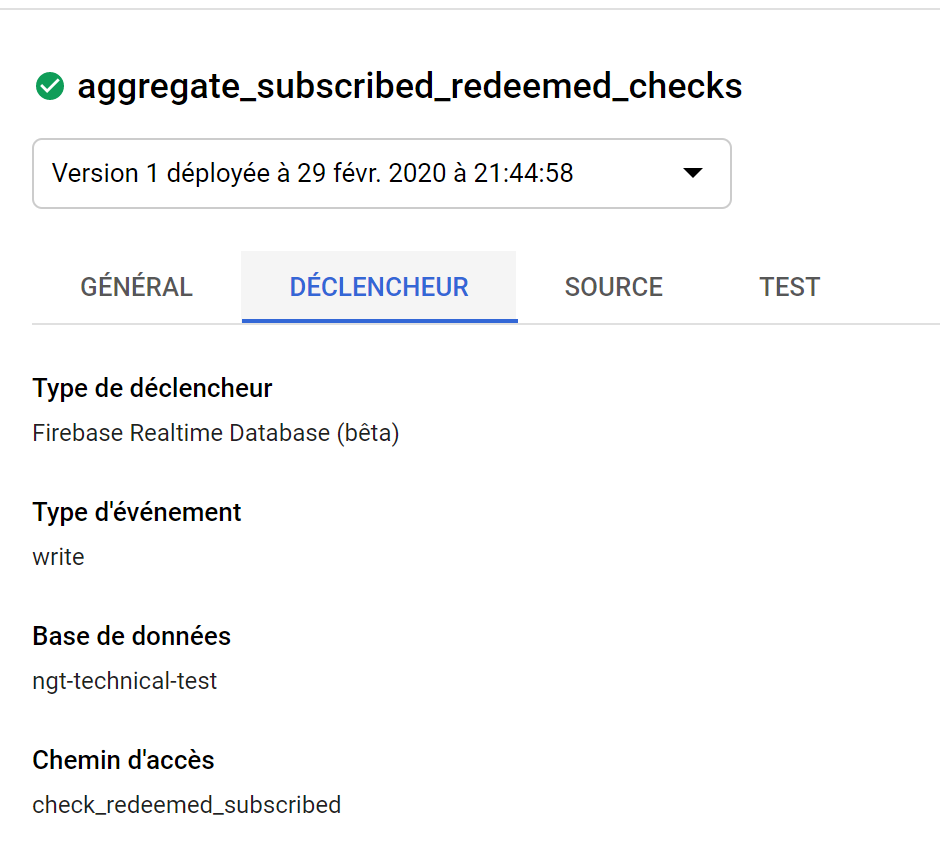 aggregate_subscribed_redeemed_checks
Version 1 déployée à 29 févr. 2020 à 21:44:58
GÉNÉRAL DÉCLENCHEUR SOURCE TEST
Type de déclencheur
Firebase Realtime Database (bêta)
Type d'événement
write
Base de données
ngt-technical-test
Chemin d'accès
check_redeemed_subscribed